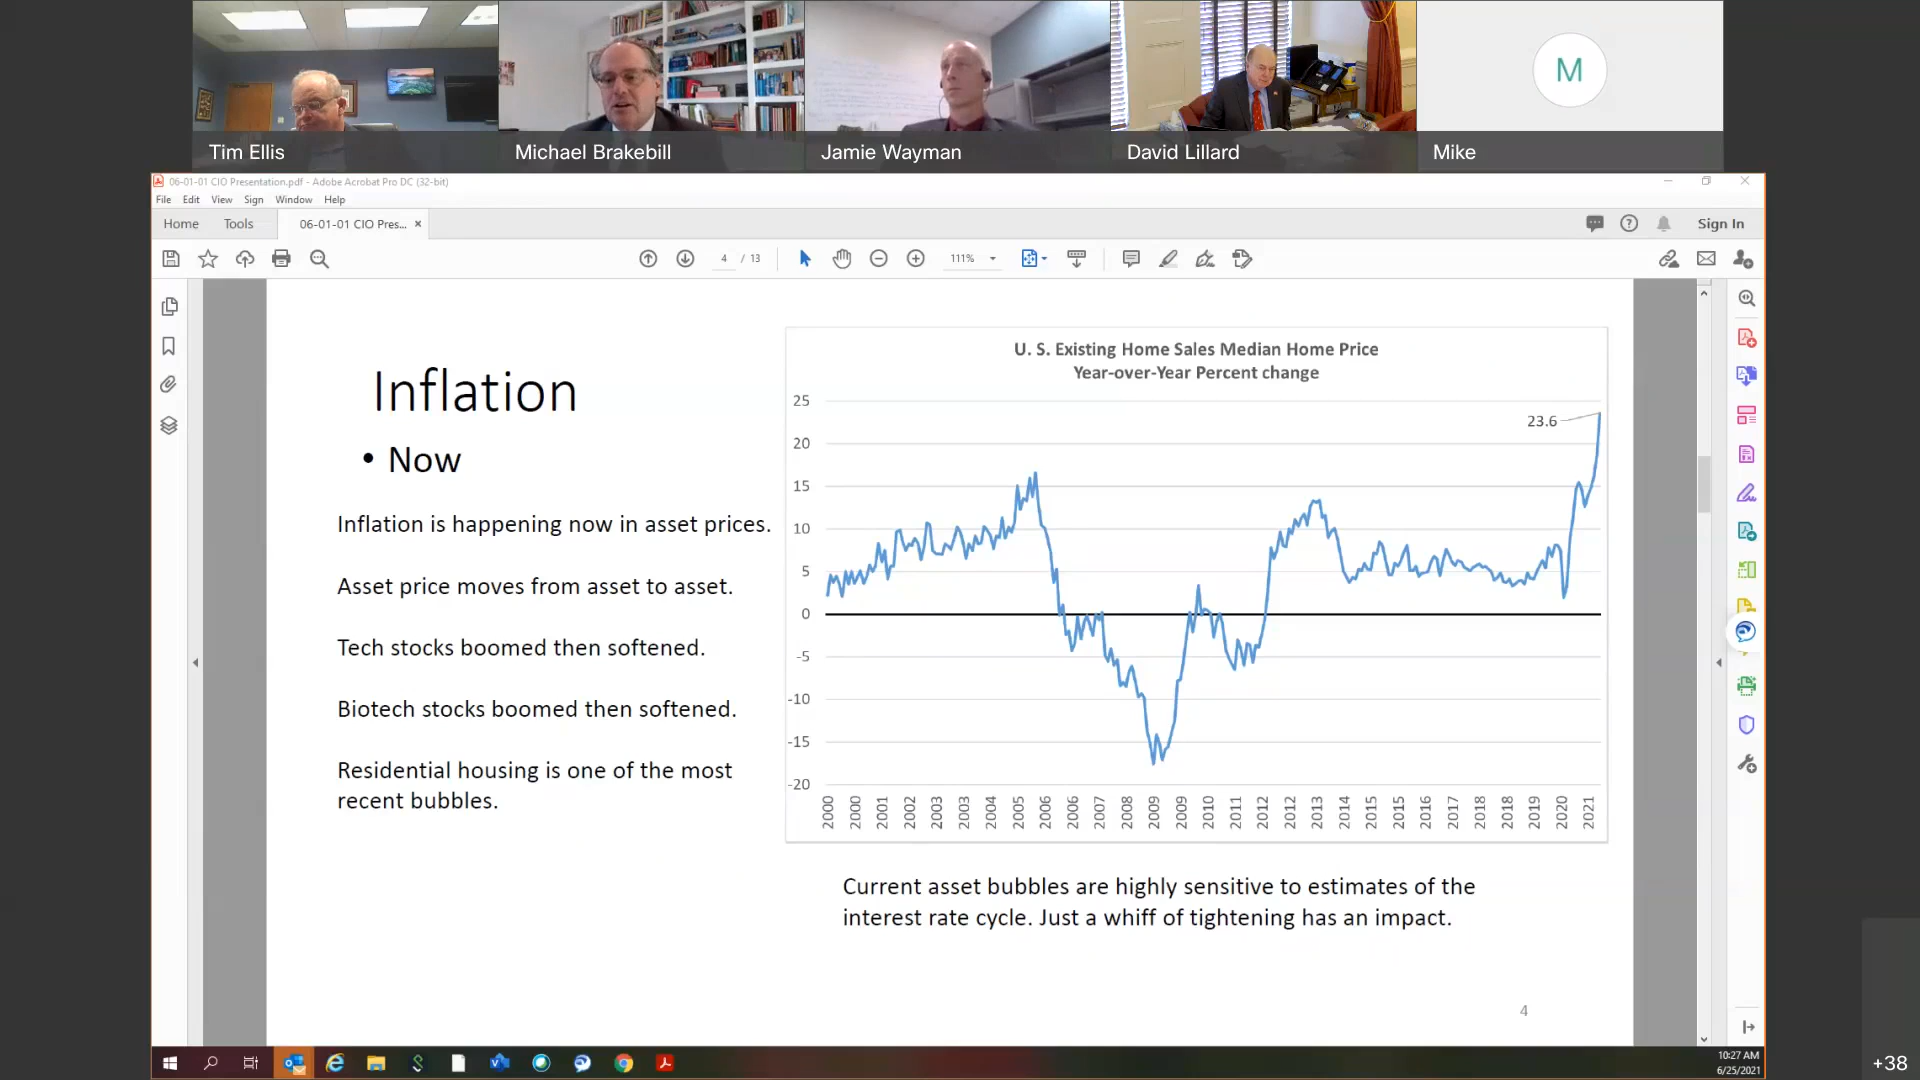 Tim Ellis
Michael Brakebill
Jamie Wayman
David Lillard
M
Mike
06-01-01 CIO Presentation.pdf - Adobe Acrobat Pro DC (32-bit)
File Edit View Sign Window Help
Home Tools 06-01-01 CIO Pres... × Sign In
4 / 13 111%
Inflation
• Now
Inflation is happening now in asset prices.
Asset price moves from asset to asset.
Tech stocks boomed then softened.
Biotech stocks boomed then softened.
Residential housing is one of the most
recent bubbles.
U. S. Existing Home Sales Median Home Price
Year-over-Year Percent change
25
20
15
10
5
0
-5
-10
-15
-20
23.6
2000 2000 2001 2002 2003 2003 2004 2005 2006 2006 2007 2008 2009 2009 2010 2011 2012 2012 2013 2014 2015 2015 2016 2017 2018 2018 2019 2020 2021
Current asset bubbles are highly sensitive to estimates of the
interest rate cycle. Just a whiff of tightening has an impact.
4
10:27 AM
6/25/2021
+38